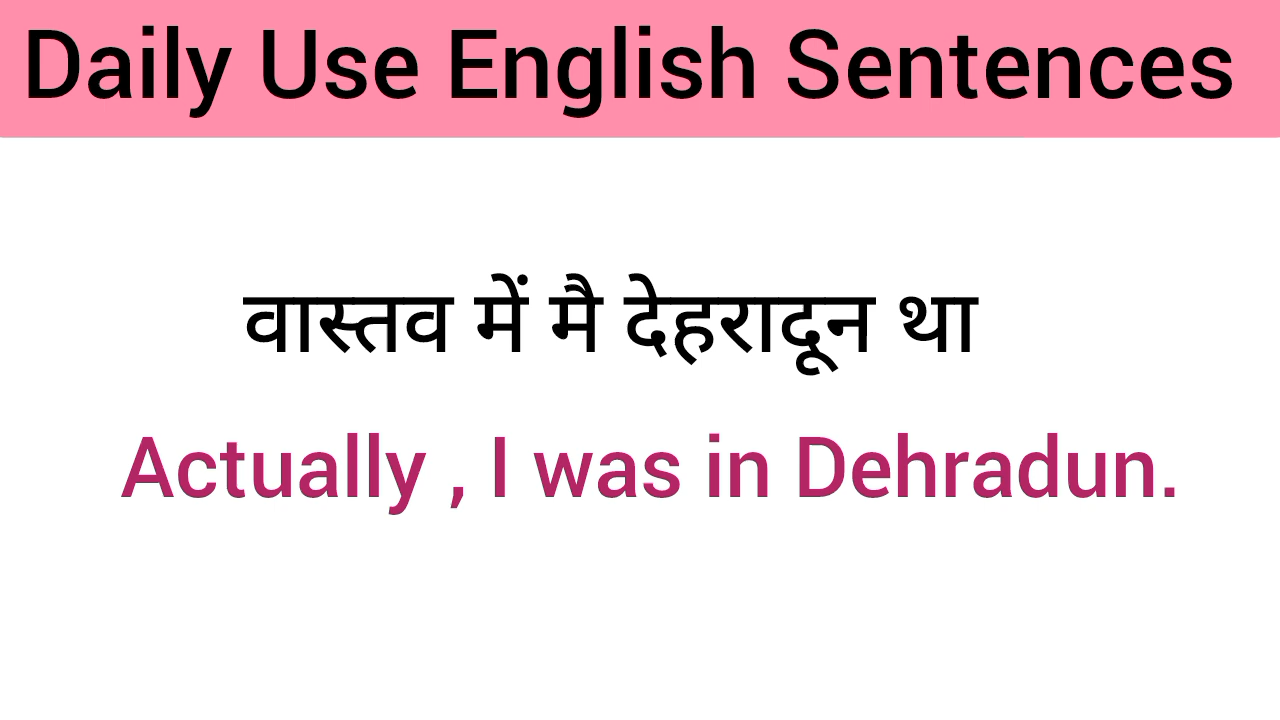 Daily Use English Sentences
वास्तव में मै देहरादून था
Actually , I was in Dehradun.